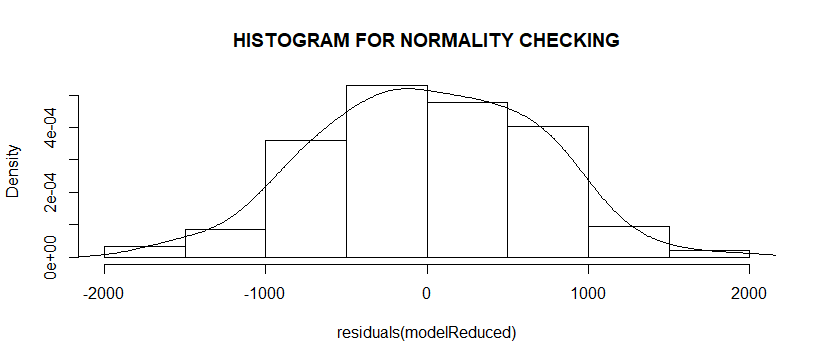 HISTOGRAM FOR NORMALITY CHECKING
Density
4e-04
2e-04
0e+00
-2000
-1000
0
1000
2000
residuals(modelReduced)